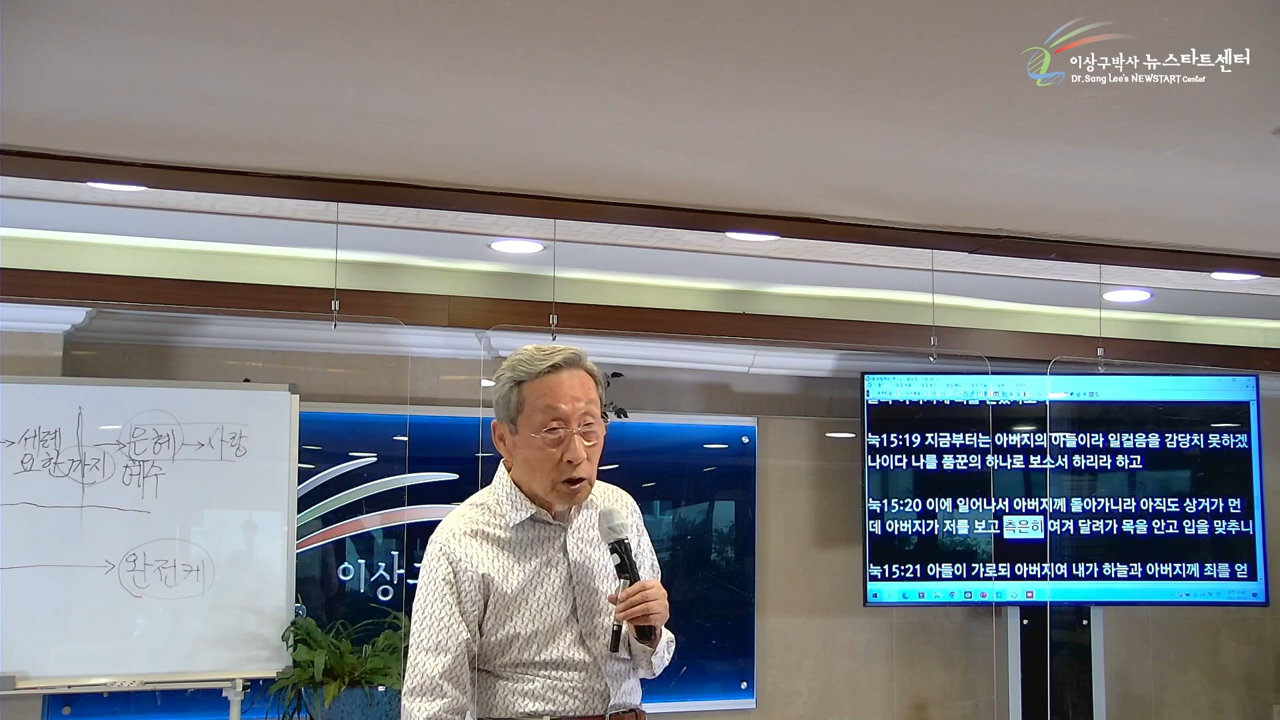 이상구박사 뉴스타트센터
Dr. Sang Lee's NEWSTART Center
세례 → 은혜 → 사랑
요한까지 예수
완전케
이상구
눅15:19 지금부터는 아버지의 아들이라 일컬음을 감당치 못하겠
나이다 나를 품꾼의 하나로 보소서 하리라 하고
눅15:20 이에 일어나서 아버지께 돌아가니라 아직도 상거가 먼
데 아버지가 저를 보고 측은히 여겨 달려가 목을 안고 입을 맞추니
눅15:21 아들이 가로되 아버지여 내가 하늘과 아버지께 죄를 얻